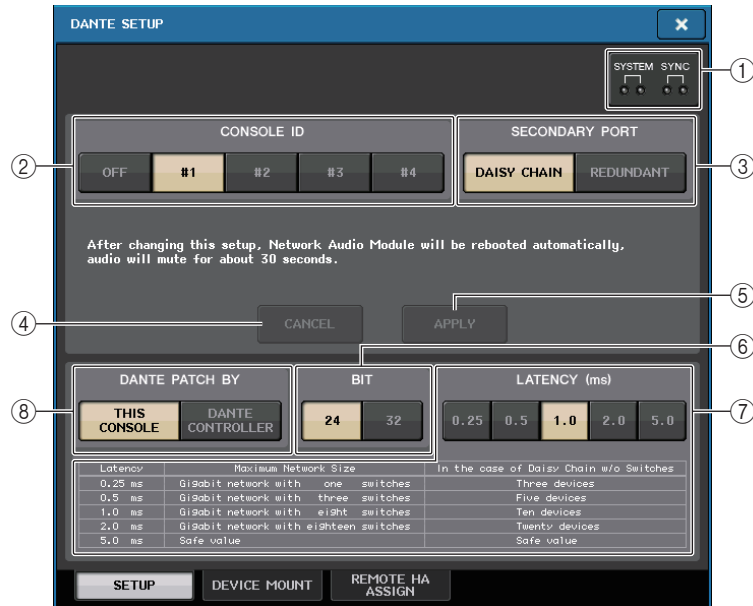 DANTE SETUP
×
SYSTEM SYNC
①
CONSOLE ID
SECONDARY PORT
②
OFF #1 #2 #3 #4
DAISY CHAIN REDUNDANT
③
After changing this setup, Network Audio Module will be rebooted automatically,
audio will mute for about 30 seconds.
④
CANCEL
APPLY
⑤
⑥
DANTE PATCH BY
BIT
LATENCY (ms)
⑧
THIS CONSOLE
DANTE CONTROLLER
24 32
0.25 0.5 1.0 2.0 5.0
⑦
Latency Maximum Network Size In the case of Daisy Chain w/o Switches
0.25 ms Gigabit network with one switches Three devices
0.5 ms Gigabit network with three switches Five devices
1.0 ms Gigabit network with eight switches Ten devices
2.0 ms Gigabit network with eighteen switches Twenty devices
5.0 ms Safe value Safe value
SETUP DEVICE MOUNT REMOTE HA ASSIGN